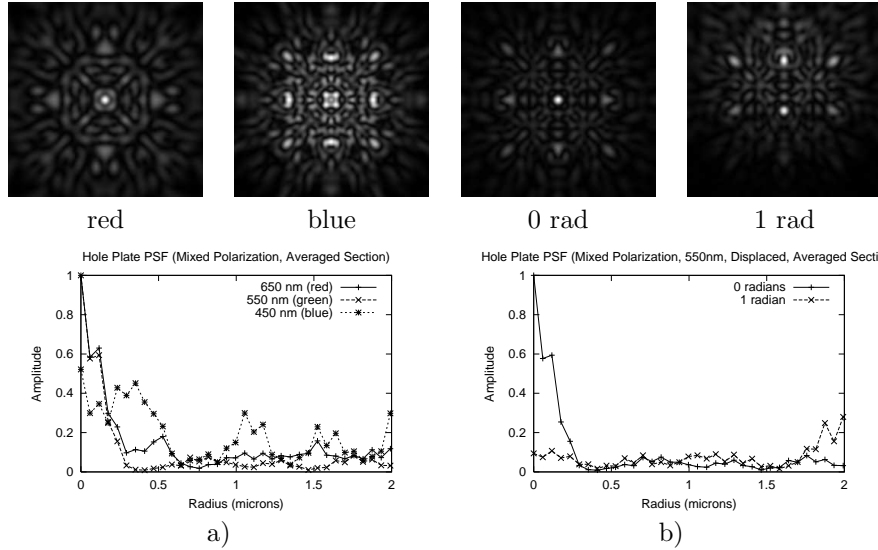 red
blue
0 rad
1 rad
Hole Plate PSF (Mixed Polarization, Averaged Section)
1
0.8
0.6
0.4
0.2
0
0
0.5
1
1.5
2
Amplitude
Radius (microns)
650 nm (red)
550 nm (green)
450 nm (blue)
a)
Hole Plate PSF (Mixed Polarization, 550nm, Displaced, Averaged Secti
1
0.8
0.6
0.4
0.2
0
0
0.5
1
1.5
2
Amplitude
Radius (microns)
0 radians
1 radian
b)